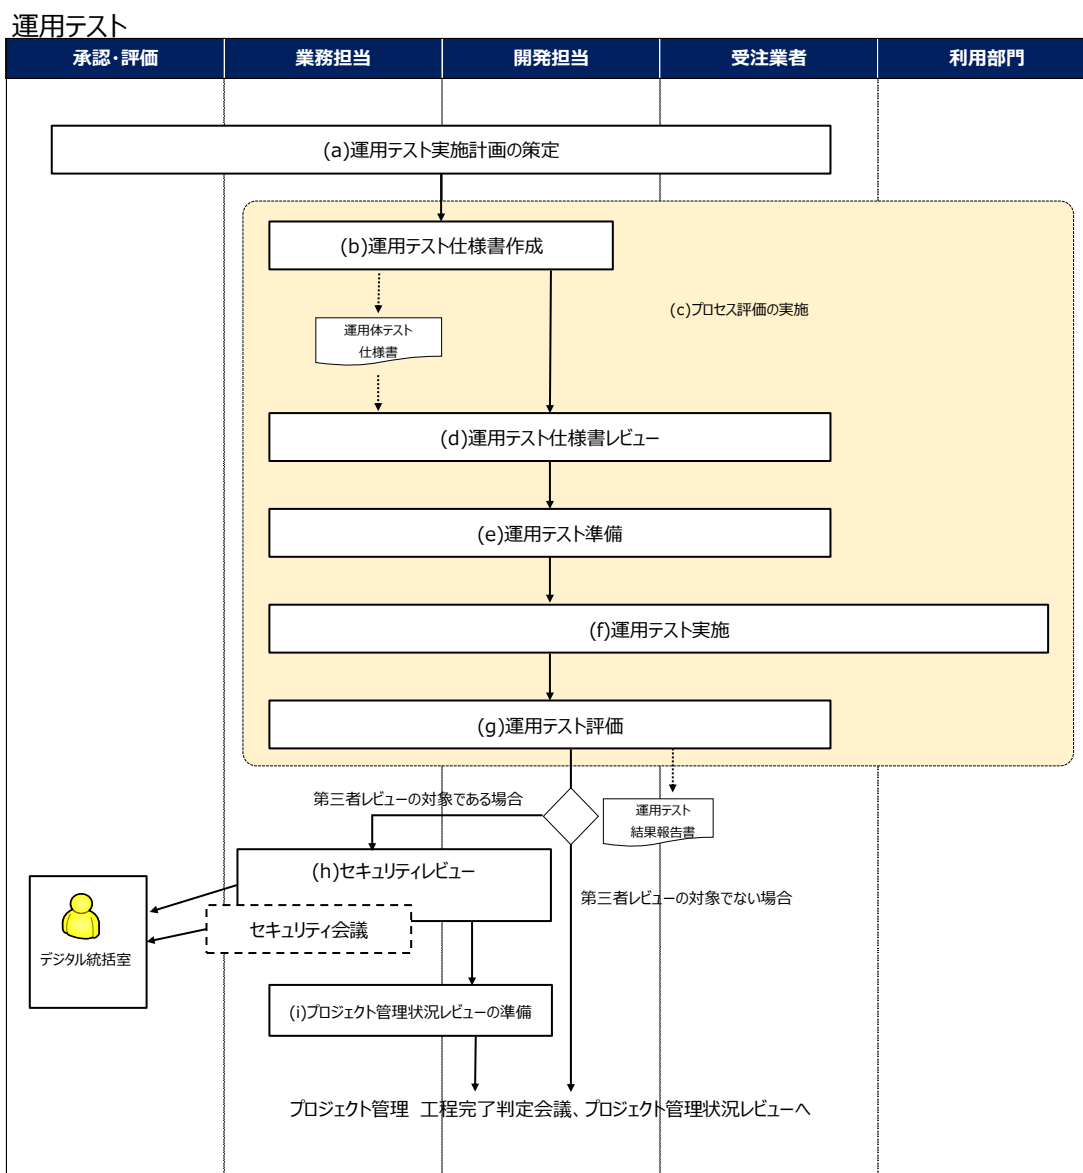 運用テスト
承認・評価
業務担当
開発担当
受注業者
利用部門
(a)運用テスト実施計画の策定
(b)運用テスト仕様書作成
(c)プロセス評価の実施
運用体テスト
仕様書
(d)運用テスト仕様書レビュー
(e)運用テスト準備
(f)運用テスト実施
(g)運用テスト評価
第三者レビューの対象である場合
運用テスト
結果報告書
(h)セキュリティレビュー
第三者レビューの対象でない場合
セキュリティ会議
デジタル統括室
(i)プロジェクト管理状況レビューの準備
プロジェクト管理 工程完了判定会議、プロジェクト管理状況レビューへ